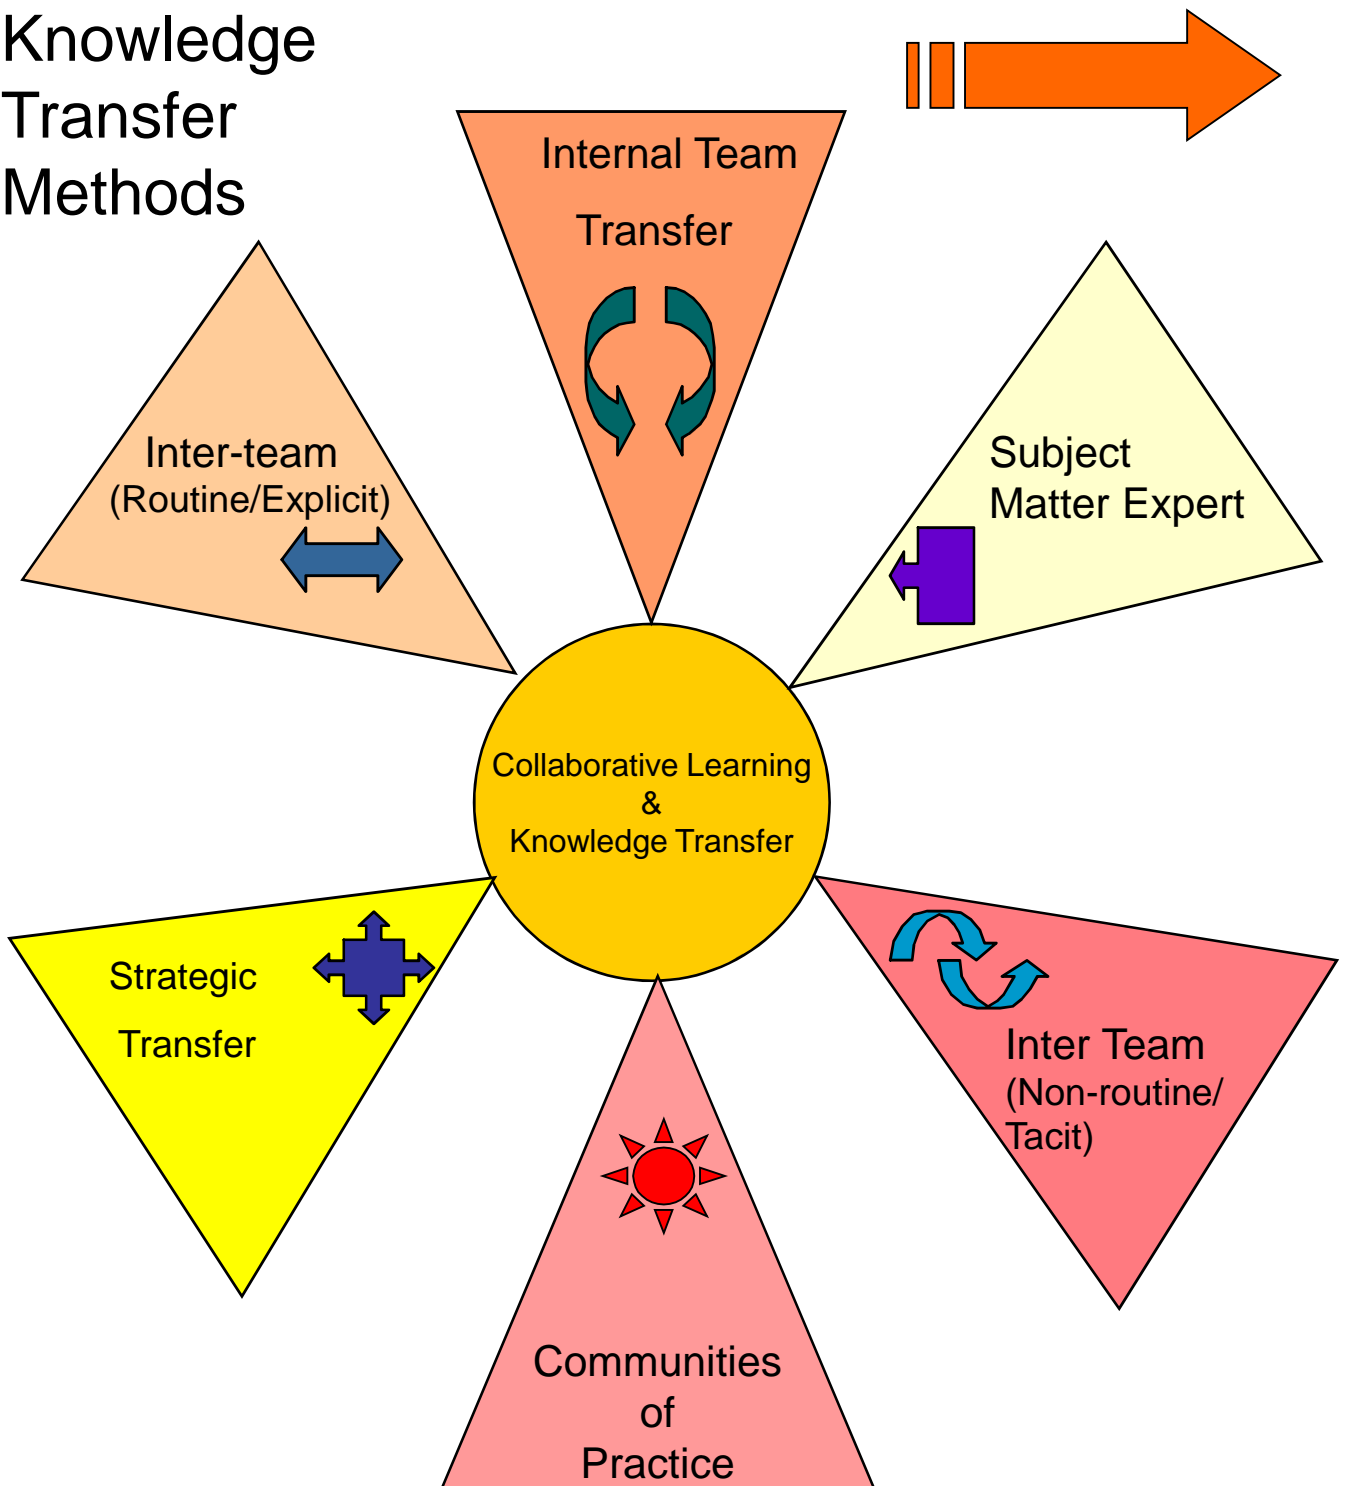 Knowledge
Transfer
Methods
Internal Team
Transfer
Inter-team
(Routine/Explicit)
Subject
Matter Expert
Collaborative Learning
&
Knowledge Transfer
Strategic
Transfer
Inter Team
(Non-routine/
Tacit)
Communities
of
Practice